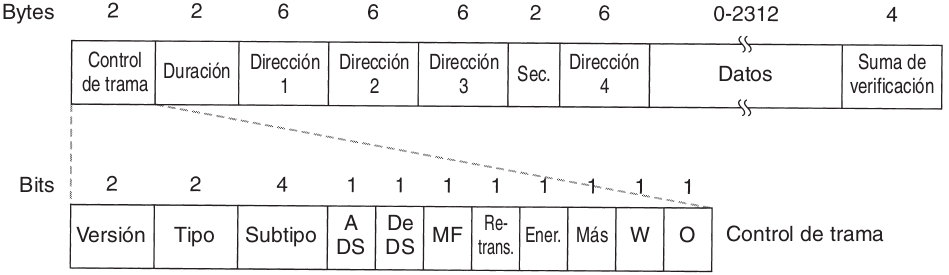 Bytes 2 2 6 6 6 2 6 0-2312 4
Control de trama Duración Dirección 1 Dirección 2 Dirección 3 Sec. Dirección 4 Datos Suma de verificación
Bits 2 2 4 1 1 1 1 1 1 1 1
Versión Tipo Subtipo A DS De DS MF Re-trans. Ener. Más W O Control de trama